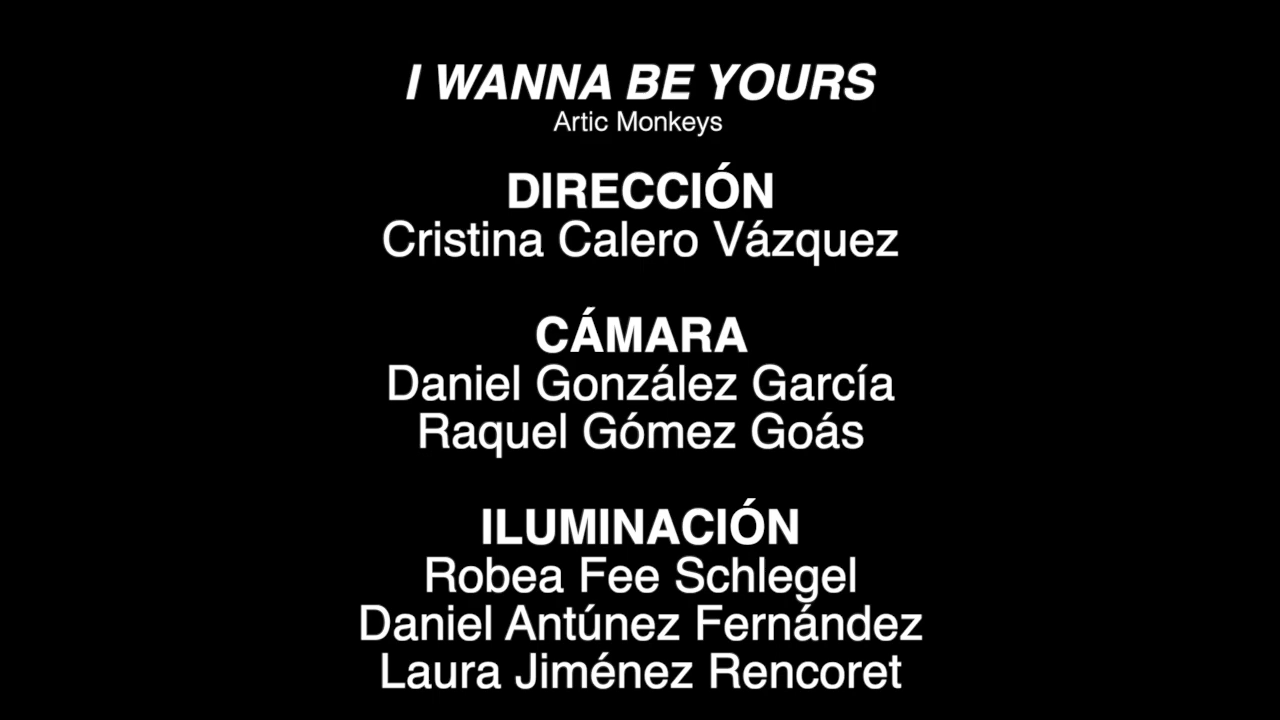 I WANNA BE YOURS
Artic Monkeys
DIRECCIÓN
Cristina Calero Vázquez
CÁMARA
Daniel González García
Raquel Gómez Goás
ILUMINACIÓN
Robea Fee Schlegel
Daniel Antúnez Fernández
Laura Jiménez Rencoret